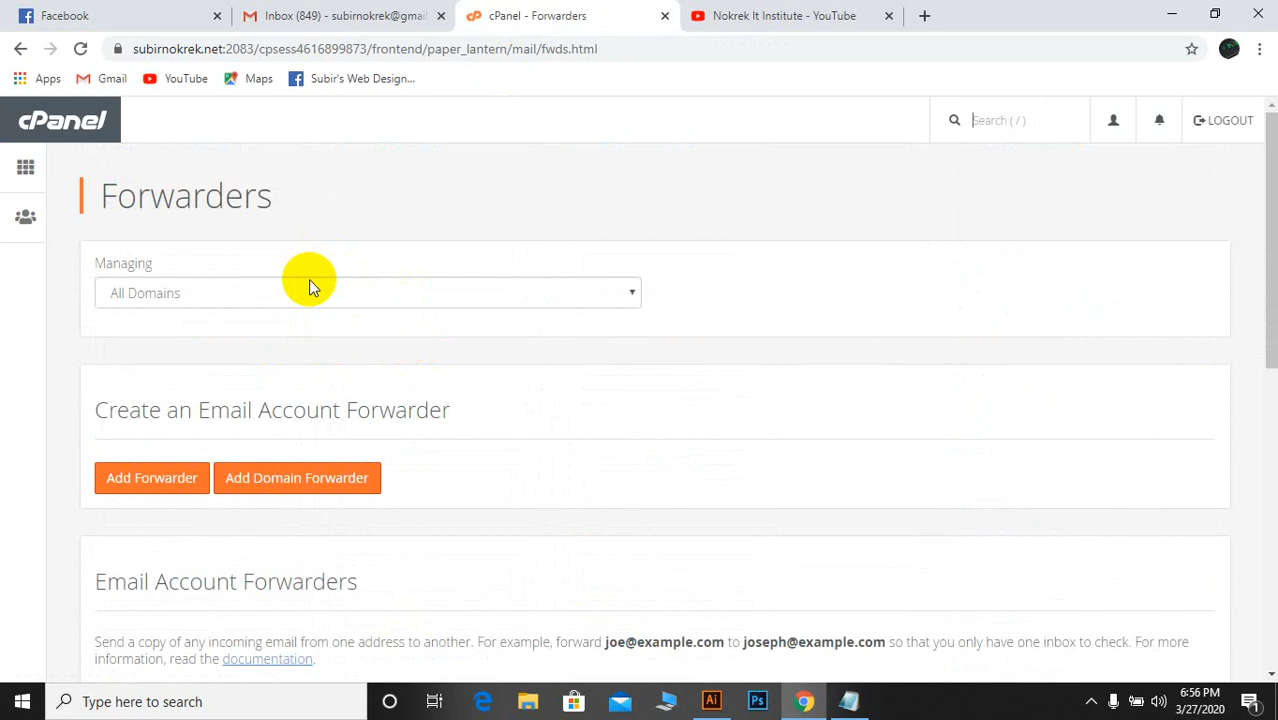 Facebook
Inbox (849) - subirnokrek@gmail
cPanel - Forwarders
Nokrek It Institute - YouTube
subirnokrek.net:2083/cpsess4616899873/frontend/paper_lantern/mail/fwds.html
Apps
Gmail
YouTube
Maps
Subir's Web Design...
cPanel
Search ( / )
LOGOUT
Forwarders
Managing
All Domains
Create an Email Account Forwarder
Add Forwarder
Add Domain Forwarder
Email Account Forwarders
Send a copy of any incoming email from one address to another. For example, forward joe@example.com to joseph@example.com so that you only have one inbox to check. For more
information, read the documentation.
Type here to search
Ai
Ps
6:56 PM
3/27/2020
1